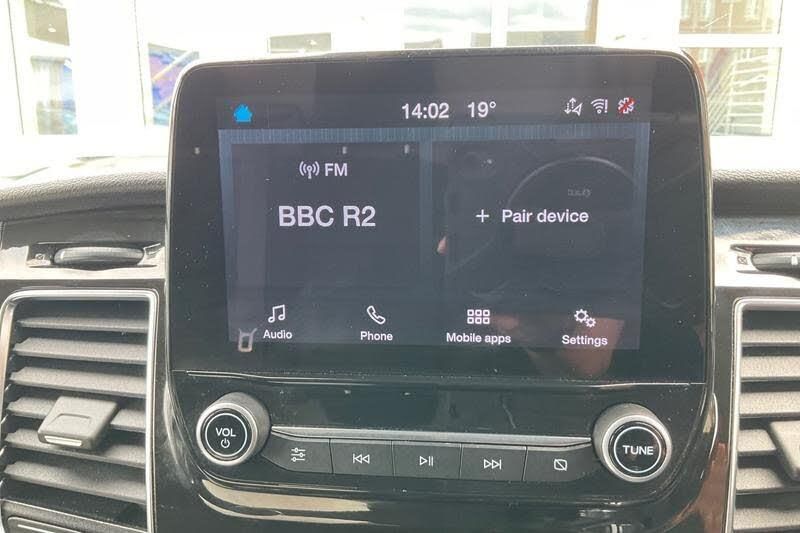 14:02 19°
FM
BBC R2
+ Pair device
Audio Phone Mobile apps Settings
VOL
TUNE